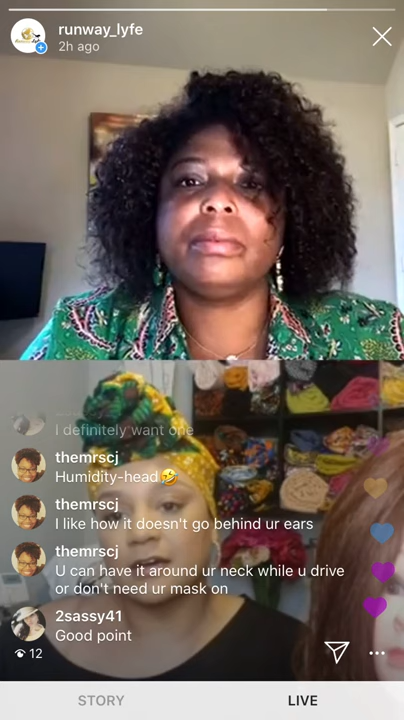 runway_lyfe
2h ago
I definitely want one
themrscj
Humidity-head🤣
themrscj
I like how it doesn't go behind ur ears
themrscj
U can have it around ur neck while u drive
or don't need ur mask on
2sassy41
Good point
12
STORY
LIVE